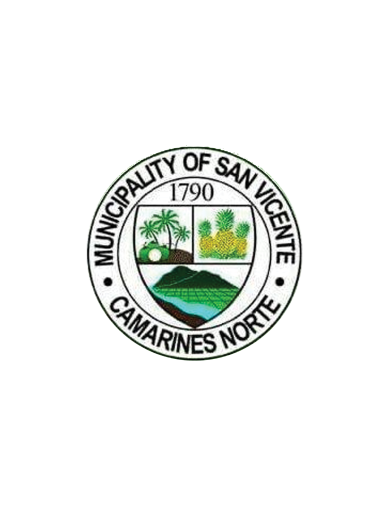 MUNICIPALITY OF SAN VICENTE
1790
CAMARINES NORTE